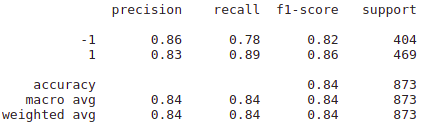 precision recall f1-score support
-1 0.86 0.78 0.82 404
1 0.83 0.89 0.86 469
accuracy 0.84 873
macro avg 0.84 0.84 0.84 873
weighted avg 0.84 0.84 0.84 873